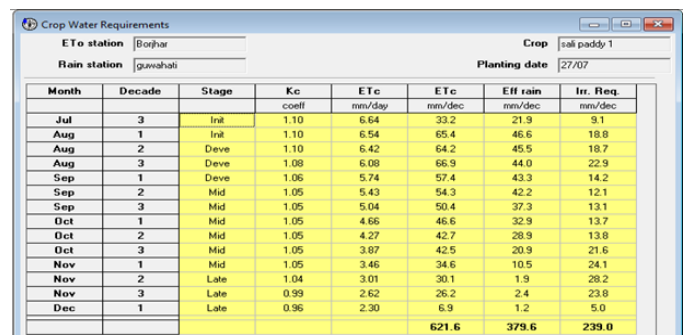 Crop Water Requirements
ETo station Borjhar Crop sali paddy 1
Rain station guwahati Planting date 27/07
Month Decade Stage Kc ETc ETc Eff rain Irr. Req.
coeff mm/day mm/dec mm/dec mm/dec
Jul 3 Init 1.10 6.64 33.2 21.9 9.1
Aug 1 Init 1.10 6.54 65.4 46.6 18.8
Aug 2 Deve 1.10 6.42 64.2 45.5 18.7
Aug 3 Deve 1.08 6.08 66.9 44.0 22.9
Sep 1 Deve 1.06 5.74 57.4 43.3 14.2
Sep 2 Mid 1.05 5.43 54.3 42.2 12.1
Sep 3 Mid 1.05 5.04 50.4 37.3 13.1
Oct 1 Mid 1.05 4.66 46.6 32.9 13.7
Oct 2 Mid 1.05 4.27 42.7 28.9 13.8
Oct 3 Mid 1.05 3.87 42.5 20.9 21.6
Nov 1 Mid 1.05 3.46 34.6 10.5 24.1
Nov 2 Late 1.04 3.01 30.1 1.9 28.2
Nov 3 Late 0.99 2.62 26.2 2.4 23.8
Dec 1 Late 0.96 2.30 6.9 1.2 5.0
621.6 379.6 239.0